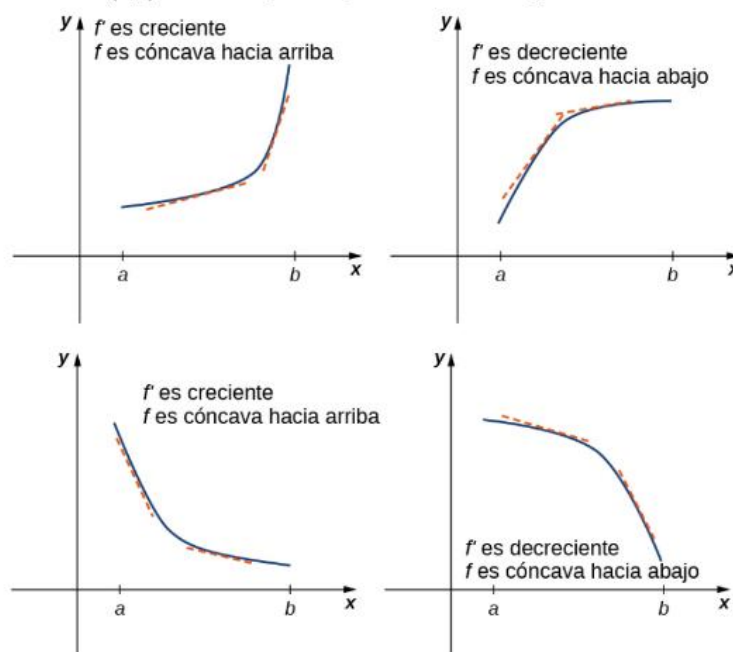 y
f' es creciente
f es cóncava hacia arriba
a
b
x
f' es decreciente
f es cóncava hacia abajo
a
b
y
f' es creciente
f es cóncava hacia arriba
a
b
x
y
f' es decreciente
f es cóncava hacia abajo
a
b
x